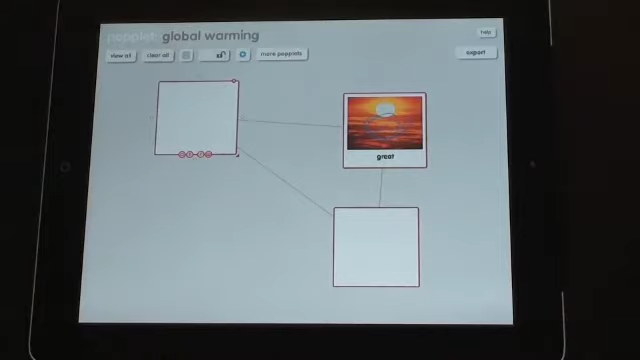 popplet global warming
help
view all clear all more popplets export
great